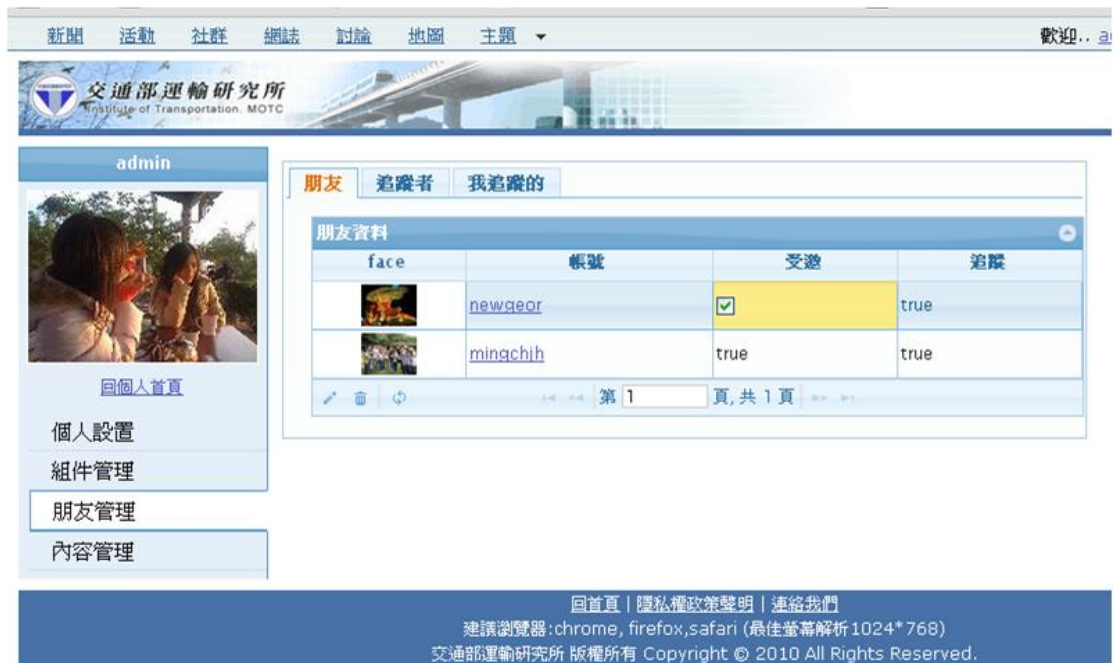 新聞 活動 社群 網誌 討論 地圖 主題 歡迎..
交通部運輸研究所
Institute of Transportation. MOTC
admin
朋友 追蹤者 我追蹤的
朋友資料
face 帳號 受邀 追蹤
newgeor true
mingchih true true
回個人首頁
第 1 頁, 共 1 頁
個人設置
組件管理
朋友管理
內容管理
回首頁 | 隱私權政策聲明 | 連絡我們
建議瀏覽器:chrome, firefox,safari (最佳螢幕解析1024*768)
交通部運輸研究所 版權所有 Copyright © 2010 All Rights Reserved.